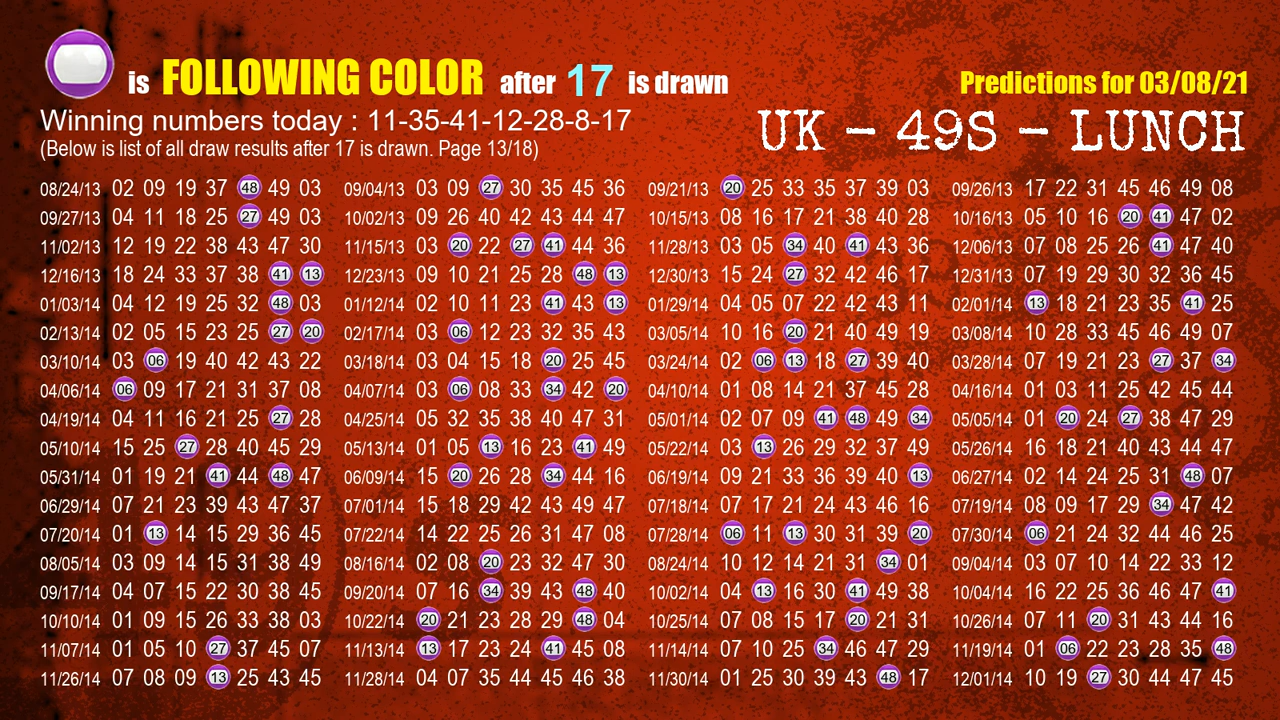 is FOLLOWING COLOR after 17 is drawn
Predictions for 03/08/21
Winning numbers today : 11-35-41-12-28-8-17
UK - 49S - LUNCH
(Below is list of all draw results after 17 is drawn. Page 13/18)
08/24/13 02 09 19 37 48 49 03 09/04/13 03 09 27 30 35 45 36 09/21/13 20 25 33 35 37 39 03 09/26/13 17 22 31 45 46 49 08
09/27/13 04 11 18 25 27 49 03 10/02/13 09 26 40 42 43 44 47 10/15/13 08 16 17 21 38 40 28 10/16/13 05 10 16 20 41 47 02
11/02/13 12 19 22 38 43 47 30 11/15/13 03 20 22 27 41 44 36 11/28/13 03 05 34 40 41 43 36 12/06/13 07 08 25 26 41 47 40
12/16/13 18 24 33 37 38 41 13 12/23/13 09 10 21 25 28 48 13 12/30/13 15 24 27 32 42 46 17 12/31/13 07 19 29 30 32 36 45
01/03/14 04 12 19 25 32 48 03 01/12/14 02 10 11 23 41 43 13 01/29/14 04 05 07 22 42 43 11 02/01/14 13 18 21 23 35 41 25
02/13/14 02 05 15 23 25 27 20 02/17/14 03 06 12 23 32 35 43 03/05/14 10 16 20 21 40 49 19 03/08/14 10 28 33 45 46 49 07
03/10/14 03 06 19 40 42 43 22 03/18/14 03 04 15 18 20 25 45 03/24/14 02 06 13 18 27 39 40 03/28/14 07 19 21 23 27 37 34
04/06/14 06 09 17 21 31 37 08 04/07/14 03 06 08 33 34 42 20 04/10/14 01 08 14 21 37 45 28 04/16/14 01 03 11 25 42 45 44
04/19/14 04 11 16 21 25 27 28 04/25/14 05 32 35 38 40 47 31 05/01/14 02 07 09 41 48 49 34 05/05/14 01 20 24 27 38 47 29
05/10/14 15 25 27 28 40 45 29 05/13/14 01 05 13 16 23 41 49 05/22/14 03 13 26 29 32 37 49 05/26/14 16 18 21 40 43 44 47
05/31/14 01 19 21 41 44 48 47 06/09/14 15 20 26 28 34 44 16 06/19/14 09 21 33 36 39 40 13 06/27/14 02 14 24 25 31 48 07
06/29/14 07 21 23 39 43 47 37 07/01/14 15 18 29 42 43 49 47 07/18/14 07 17 21 24 43 46 16 07/19/14 08 09 17 29 34 47 42
07/20/14 01 13 14 15 29 36 45 07/22/14 14 22 25 26 31 47 08 07/28/14 06 11 13 30 31 39 20 07/30/14 06 21 24 32 44 46 25
08/05/14 03 09 14 15 31 38 49 08/16/14 02 08 20 23 32 47 30 08/24/14 10 12 14 21 31 34 01 09/04/14 03 07 10 14 22 33 12
09/17/14 04 07 15 22 30 38 45 09/20/14 07 16 34 39 43 48 40 10/02/14 04 13 16 30 41 49 38 10/04/14 16 22 25 36 46 47 41
10/10/14 01 09 15 26 33 38 03 10/22/14 20 21 23 28 29 48 04 10/25/14 07 08 15 17 20 21 31 10/26/14 07 11 20 31 43 44 16
11/07/14 01 05 10 27 37 45 07 11/13/14 13 17 23 24 41 45 08 11/14/14 07 10 25 34 46 47 29 11/19/14 01 06 22 23 28 35 48
11/26/14 07 08 09 13 25 43 45 11/28/14 04 07 35 44 45 46 38 11/30/14 01 25 30 39 43 48 17 12/01/14 10 19 27 30 44 47 45